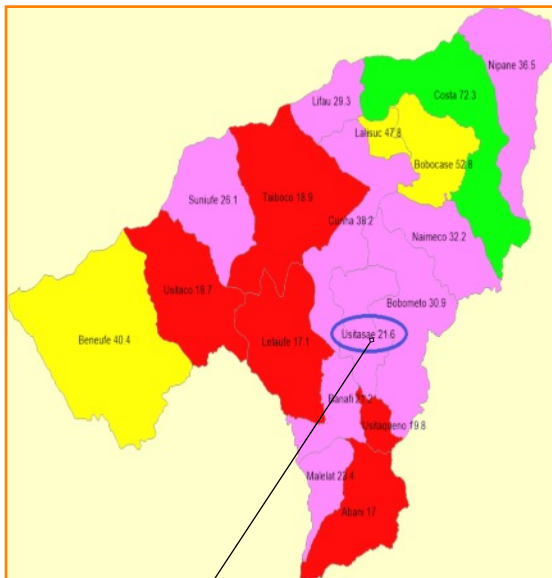 Nipane 36.5
Costa 72.3
Lifau 29.3
Lalisuc 47.8
Bobocase 52.8
Taiboco 18.9
Suniufe 26.1
Cunha 38.2
Naimeco 32.2
Usitaco 18.7
Bobometo 30.9
Beneufe 40.4
Lelaufe 17.1
Usitasae 21.6
Banafi
Usitaqueno 19.8
Malelat 23.4
Abani 17